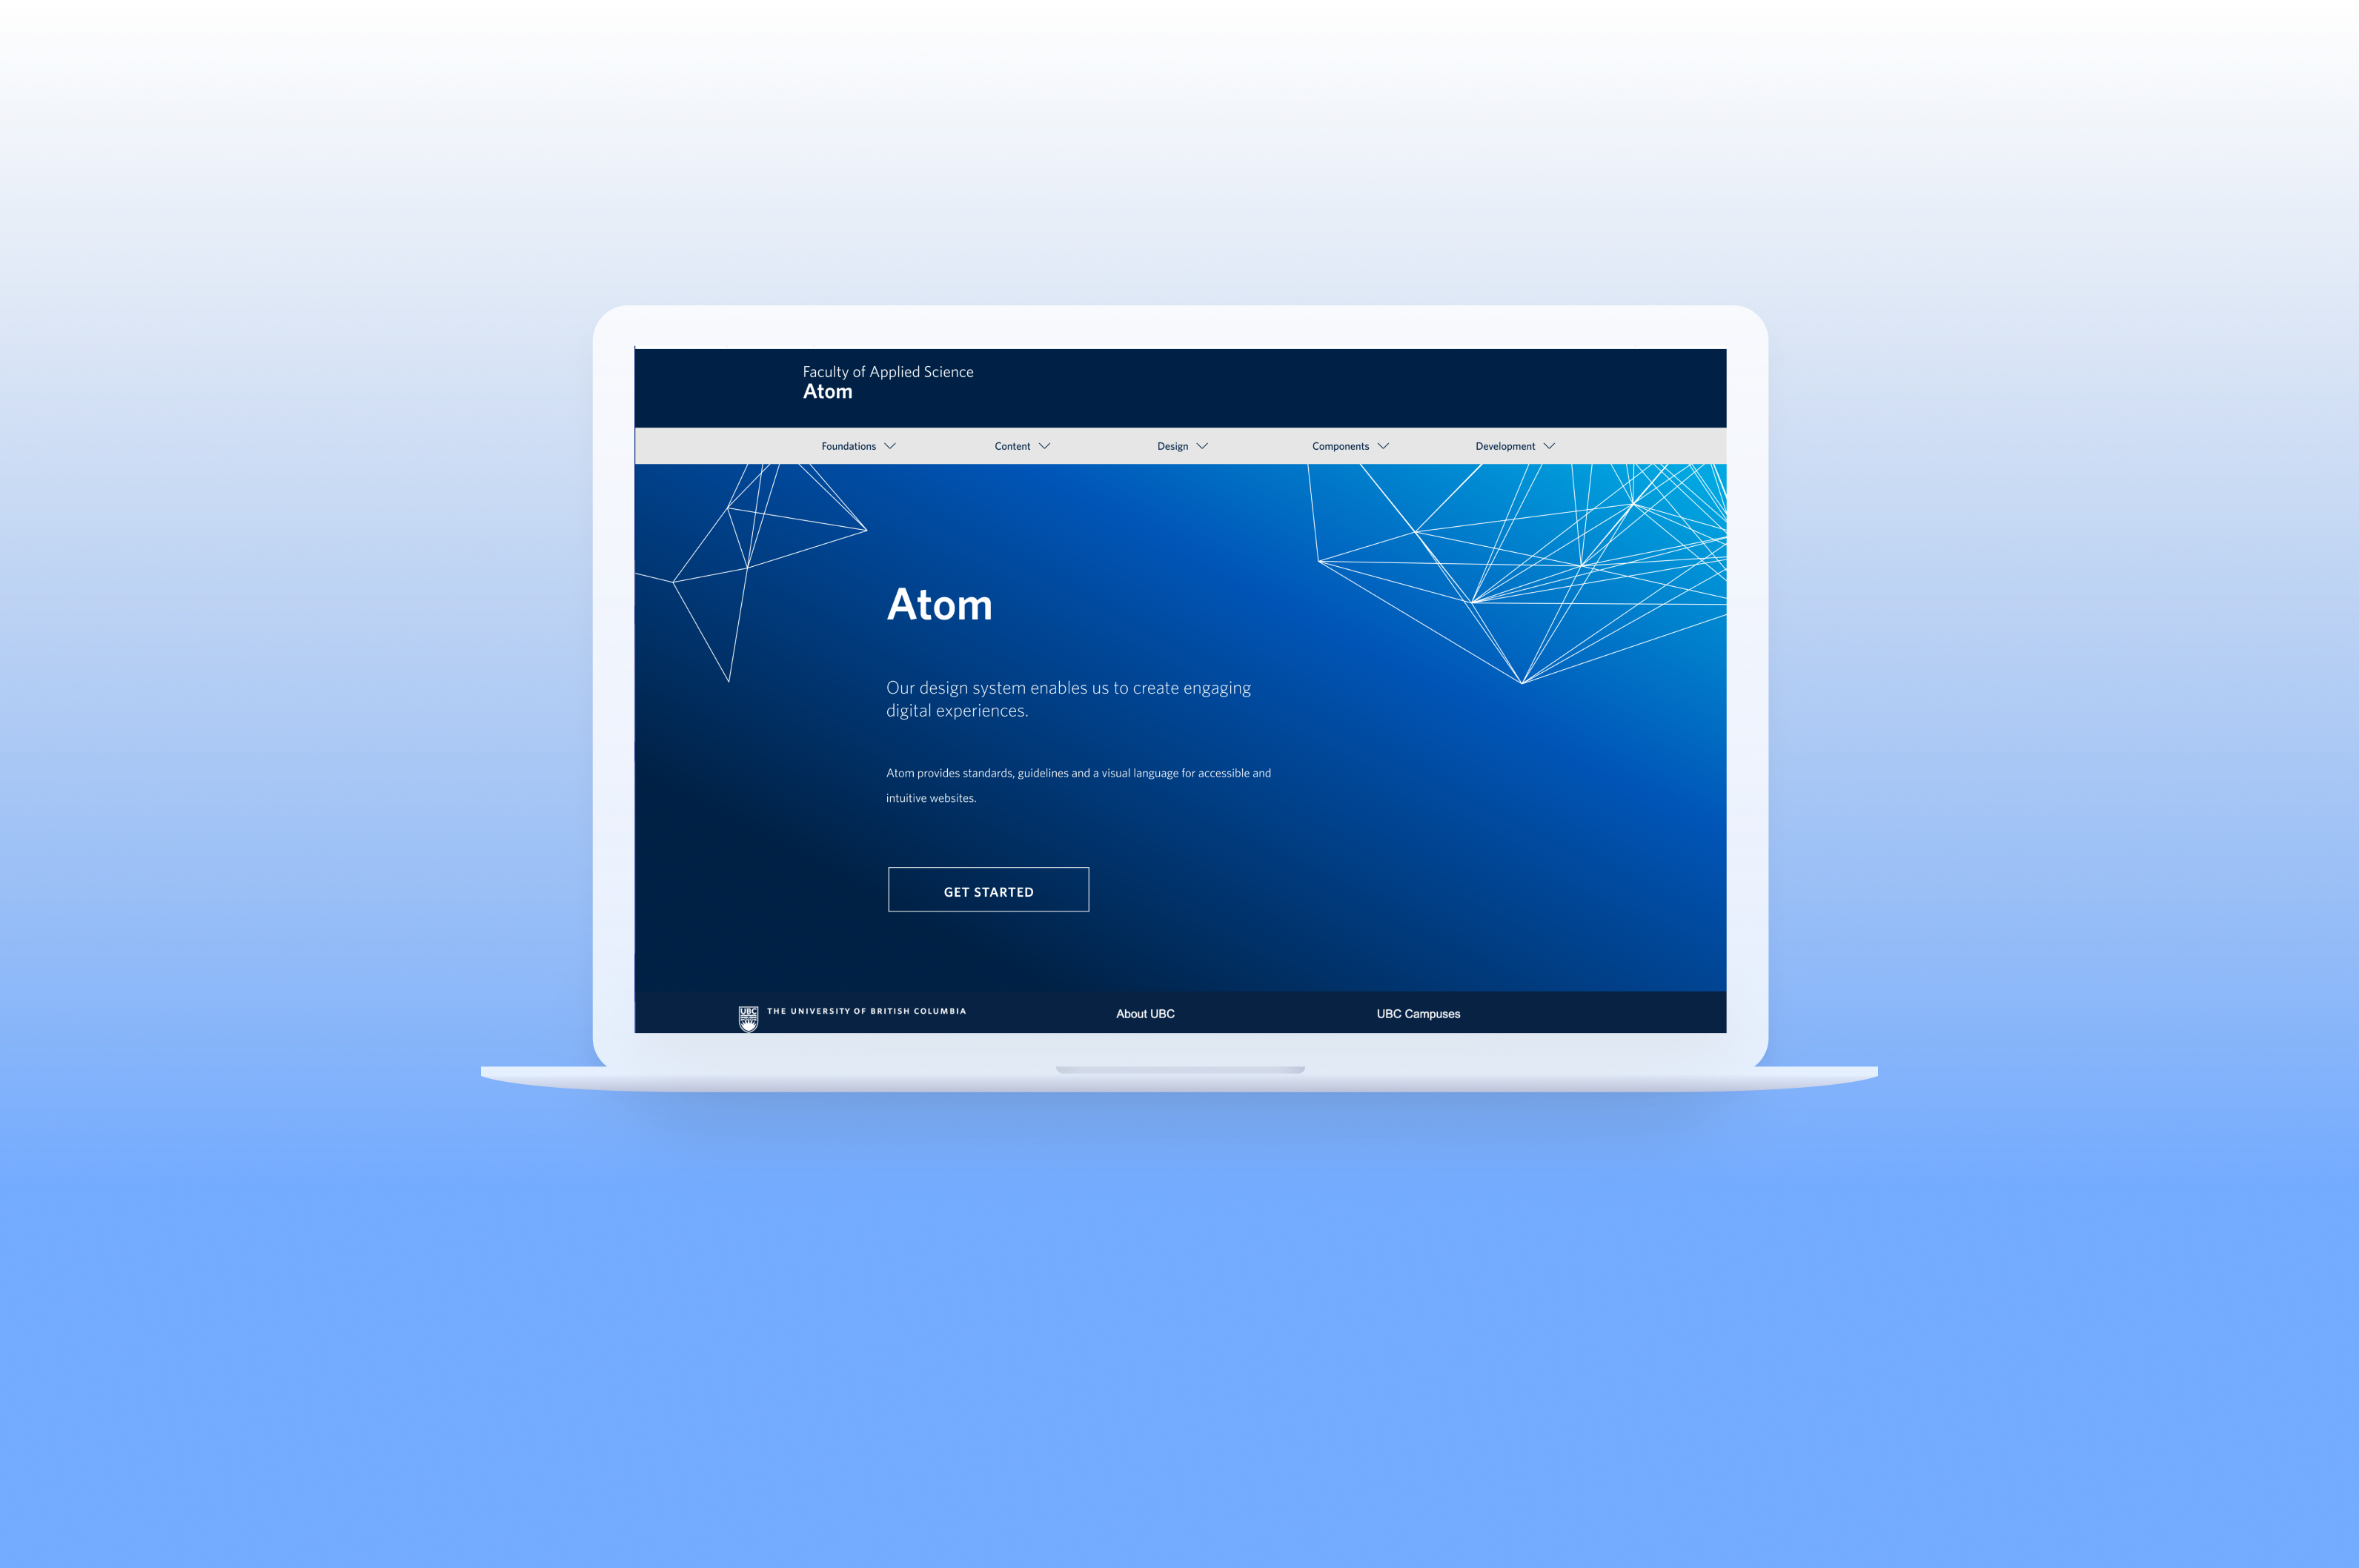 Faculty of Applied Science
Atom
Foundations
Content
Design
Components
Development
Atom
Our design system enables us to create engaging
digital experiences.
Atom provides standards, guidelines and a visual language for accessible and
intuitive websites.
GET STARTED
UBC
THE UNIVERSITY OF BRITISH COLUMBIA
About UBC
UBC Campuses